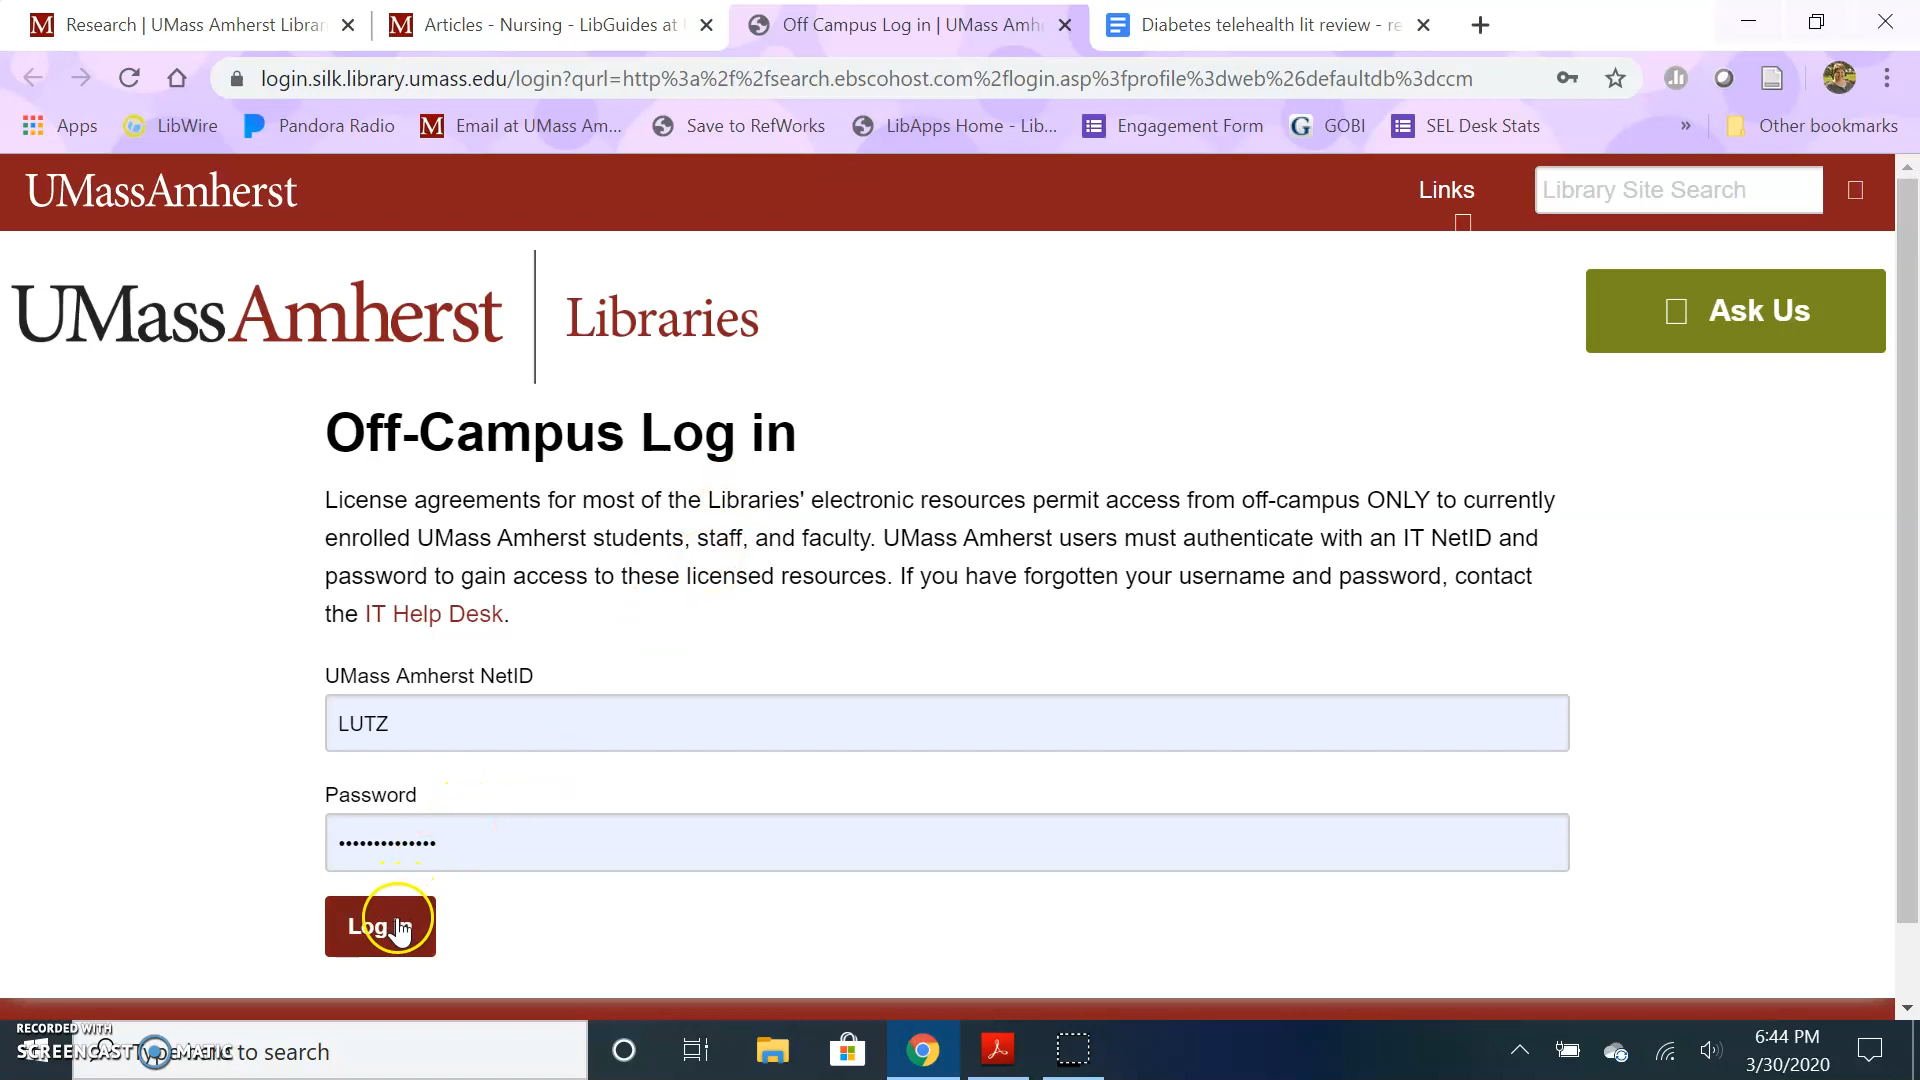 Research | UMass Amherst Librar
Articles - Nursing - LibGuides at U
Off Campus Log in | UMass Amhe
Diabetes telehealth lit review - re
login.silk.library.umass.edu/login?qurl=http%3a%2f%2fsearch.ebscohost.com%2flogin.asp%3fprofile%3dweb%26defaultdb%3dccm
Apps
LibWire
Pandora Radio
Email at UMass Am...
Save to RefWorks
LibApps Home - Lib...
Engagement Form
GOBI
SEL Desk Stats
»
Other bookmarks
UMassAmherst
Links
Library Site Search
UMassAmherst
Libraries
Ask Us
Off-Campus Log in
License agreements for most of the Libraries' electronic resources permit access from off-campus ONLY to currently
enrolled UMass Amherst students, staff, and faculty. UMass Amherst users must authenticate with an IT NetID and
password to gain access to these licensed resources. If you have forgotten your username and password, contact
the IT Help Desk.
UMass Amherst NetID
LUTZ
Password
••••••••••••••
Log in
RECORDED WITH
SCREENCAST MATIC
Type here to search
6:44 PM
3/30/2020